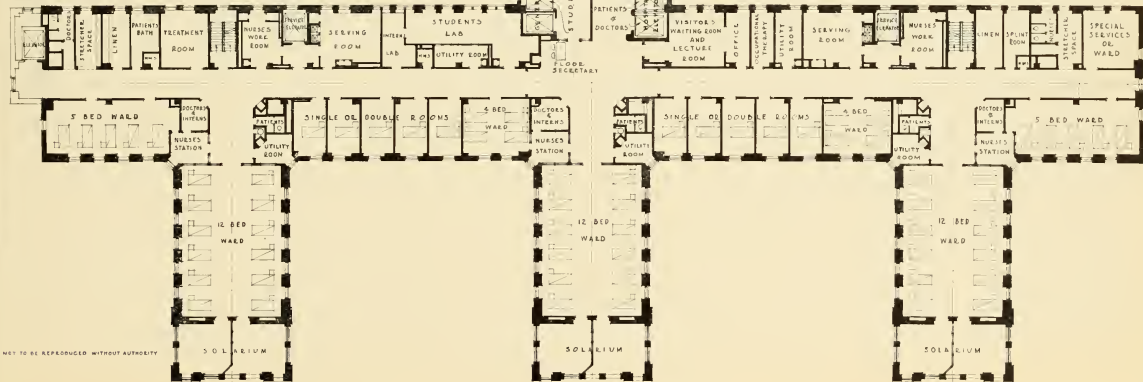 DOCTORS
STRETCHER
SPACE
LINEN
PATIENTS
BATH
TREATMENT
ROOM
NURSES
WORK
ROOM
SERVICE
ELEVATOR
SERVING
ROOM
LAB
STUDENTS
LAB
UTILITY ROOM
FLOOR
SECRETARY
PATIENTS
&
DOCTORS
VISITORS
WAITING ROOM
AND
LECTURE
ROOM
OFFICE
OCCUPATIONAL
THERAPY
UTILITY
ROOM
SERVING
ROOM
SERVICE
ELEVATOR
NURSES
WORK
ROOM
LINEN
SPLINT
ROOM
STRETCHER
SPACE
SPECIAL
SERVICES
OR
WARD
5 BED WARD
DOCTORS
&
INTERNS
NURSES
STATION
PATIENTS
UTILITY
ROOM
SINGLE OR DOUBLE ROOMS
4 BED
WARD
DOCTORS
&
INTERNS
NURSES
STATION
PATIENTS
UTILITY
ROOM
SINGLE OR DOUBLE ROOMS
4 BED
WARD
PATIENTS
UTILITY
ROOM
DOCTORS
&
INTERNS
NURSES
STATION
5 BED WARD
12 BED
WARD
12 BED
WARD
12 BED
WARD
SOLARIUM
SOLARIUM
SOLARIUM
NOT TO BE REPRODUCED WITHOUT AUTHORITY